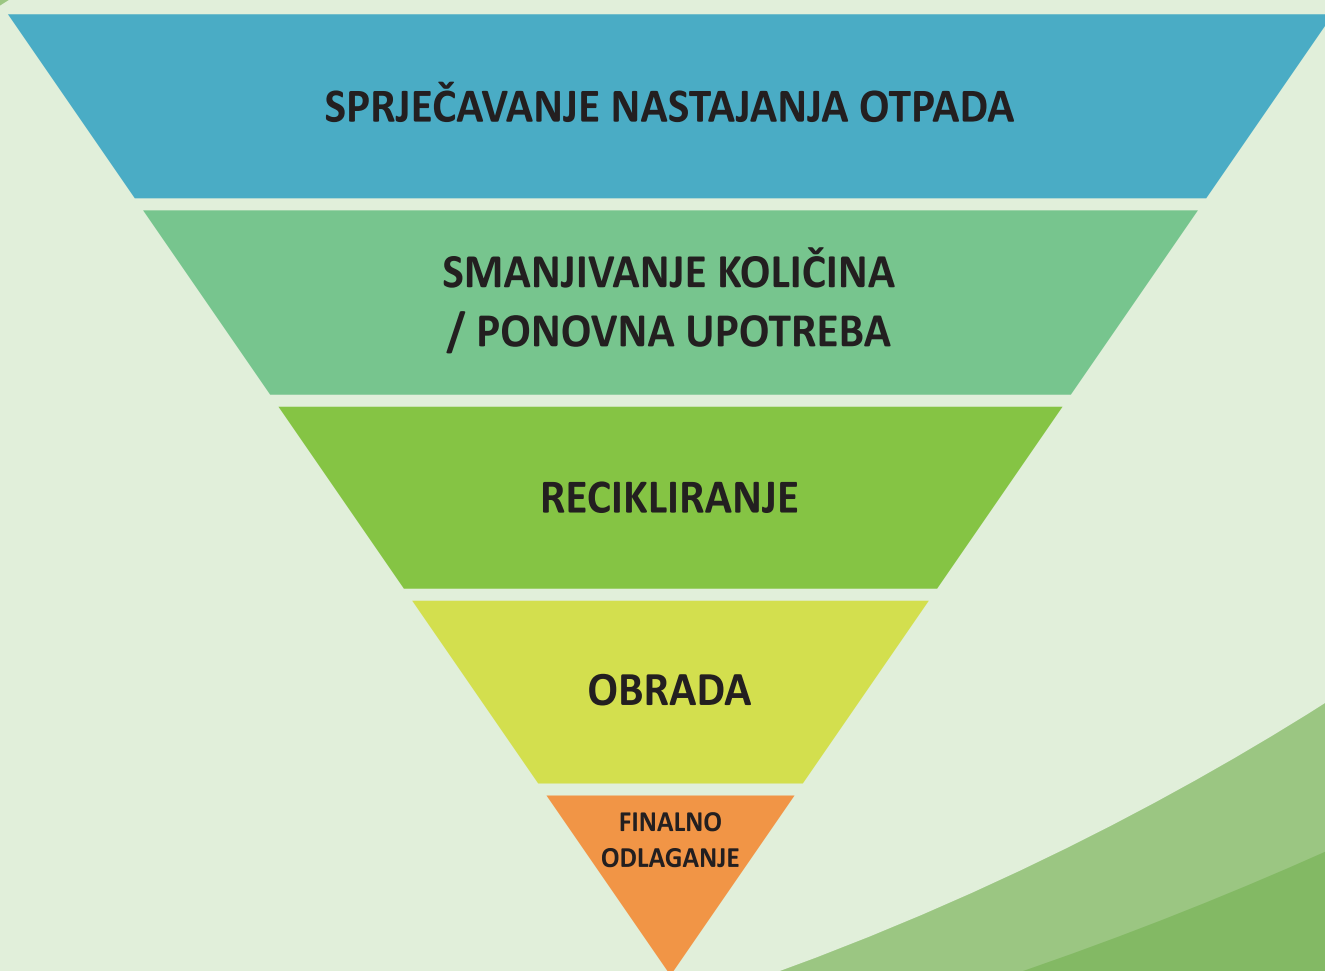 SPRJEČAVANJE NASTAJANJA OTPADA
SMANJIVANJE KOLIČINA
/ PONOVNA UPOTREBA
RECIKLIRANJE
OBRADA
FINALNO
ODLAGANJE